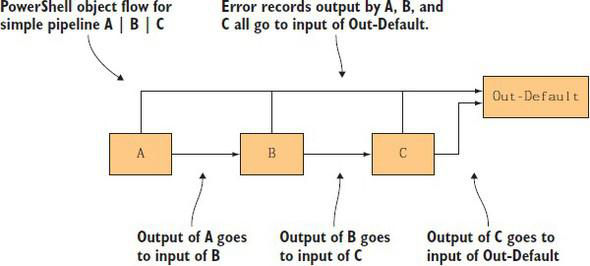 PowerShell object flow for
simple pipeline A | B | C
Error records output by A, B, and
C all go to input of Out-Default.
Out-Default
A
B
C
Output of A goes
to input of B
Output of B goes
to input of C
Output of C goes to
input of Out-Default